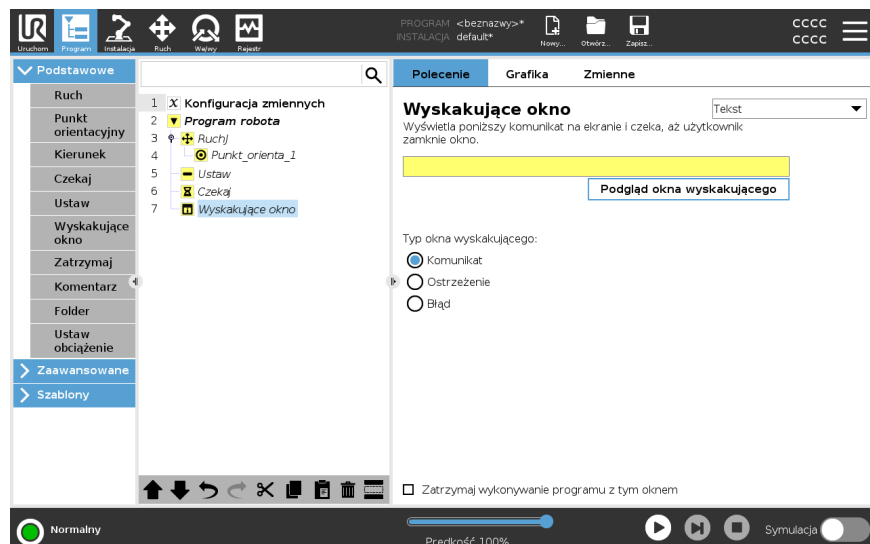 UR
Uruchom Program Instalacja Ruch We/wy Rejestr
PROGRAM <beznazwy>*
INSTALACJA default*
Nowy... Otwórz... Zapisz...
CCCC
CCCC
Podstawowe
Ruch
Punkt
orientacyjny
Kierunek
Czekaj
Ustaw
Wyskakujące
okno
Zatrzymaj
Komentarz
Folder
Ustaw
obciążenie
Zaawansowane
Szablony
1 X Konfiguracja zmiennych
2 Program robota
3 RuchJ
4 Punkt_orienta_1
5 Ustaw
6 Czekaj
7 Wyskakujące okno
Polecenie Grafika Zmienne
Wyskakujące okno
Tekst
Wyświetla poniższy komunikat na ekranie i czeka, aż użytkownik
zamknie okno.
Podgląd okna wyskakującego
Typ okna wyskakującego:
Komunikat
Ostrzeżenie
Błąd
Zatrzymaj wykonywanie programu z tym oknem
Normalny
Prędkość 100%
Symulacja